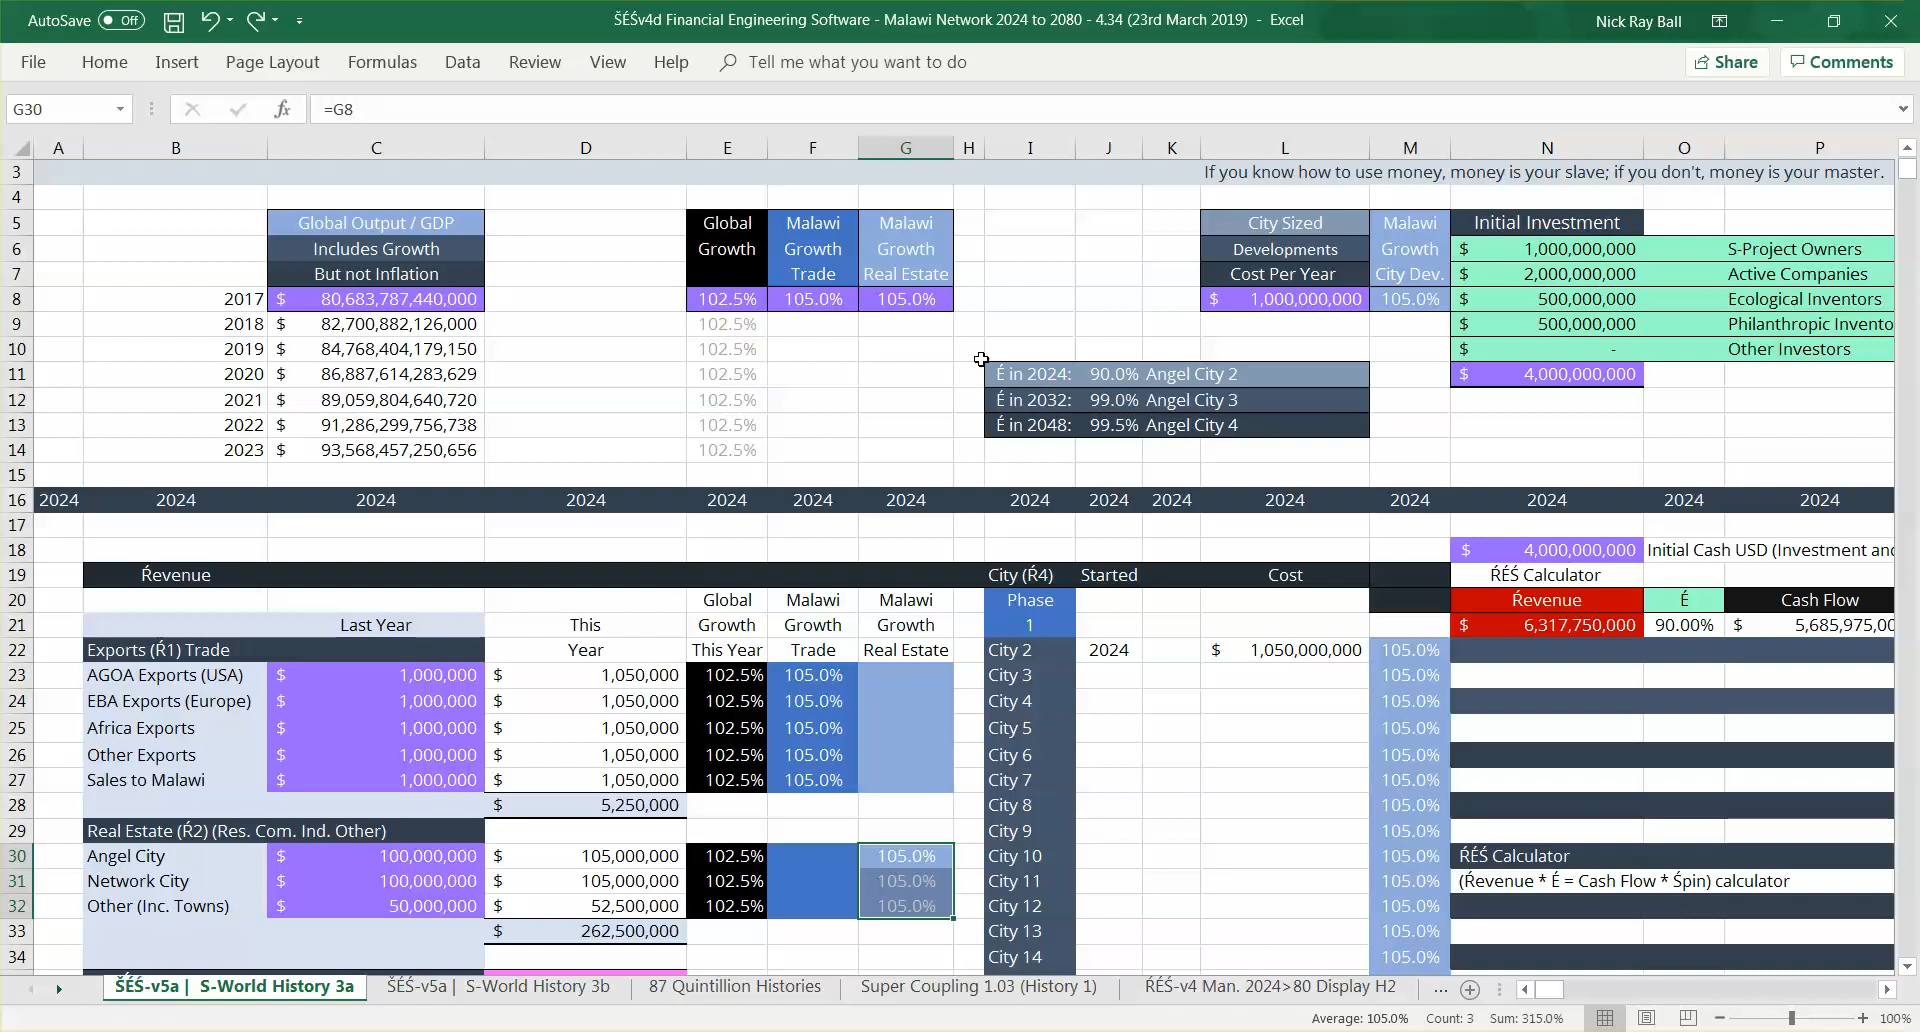 AutoSave Off ŠÉŚv4d Financial Engineering Software - Malawi Network 2024 to 2080 - 4.34 (23rd March 2019) - Excel Nick Ray Ball
File Home Insert Page Layout Formulas Data Review View Help Tell me what you want to do Share Comments
G30 fx =G8
A B C D E F G H I J K L M N O P
3 If you know how to use money, money is your slave; if you don't, money is your master.
4
5 Global Output / GDP Global Malawi Malawi City Sized Malawi Initial Investment
6 Includes Growth Growth Growth Growth Developments Growth $ 1,000,000,000 S-Project Owners
7 But not Inflation Trade Real Estate Cost Per Year City Dev. $ 2,000,000,000 Active Companies
8 2017 $ 80,683,787,440,000 102.5% 105.0% 105.0% $ 1,000,000,000 105.0% $ 500,000,000 Ecological Inventors
9 2018 $ 82,700,882,126,000 102.5% $ 500,000,000 Philanthropic Invento
10 2019 $ 84,768,404,179,150 102.5% $ - Other Investors
11 2020 $ 86,887,614,283,629 102.5% É in 2024: 90.0% Angel City 2 $ 4,000,000,000
12 2021 $ 89,059,804,640,720 102.5% É in 2032: 99.0% Angel City 3
13 2022 $ 91,286,299,756,738 102.5% É in 2048: 99.5% Angel City 4
14 2023 $ 93,568,457,250,656 102.5%
15
16 2024 2024 2024 2024 2024 2024 2024 2024 2024 2024 2024 2024 2024 2024 2024
17
18 $ 4,000,000,000 Initial Cash USD (Investment and
19 Ŕevenue City (Ŕ4) Started Cost ŔÉŚ Calculator
20 Global Malawi Malawi Phase Ŕevenue É Cash Flow
21 Last Year This Growth Growth Growth 1 $ 6,317,750,000 90.00% $ 5,685,975,00
22 Exports (Ŕ1) Trade Year This Year Trade Real Estate City 2 2024 $ 1,050,000,000 105.0%
23 AGOA Exports (USA) $ 1,000,000 $ 1,050,000 102.5% 105.0% City 3 105.0%
24 EBA Exports (Europe) $ 1,000,000 $ 1,050,000 102.5% 105.0% City 4 105.0%
25 Africa Exports $ 1,000,000 $ 1,050,000 102.5% 105.0% City 5 105.0%
26 Other Exports $ 1,000,000 $ 1,050,000 102.5% 105.0% City 6 105.0%
27 Sales to Malawi $ 1,000,000 $ 1,050,000 102.5% 105.0% City 7 105.0%
28 $ 5,250,000 City 8 105.0%
29 Real Estate (Ŕ2) (Res. Com. Ind. Other) City 9 105.0%
30 Angel City $ 100,000,000 $ 105,000,000 102.5% 105.0% City 10 105.0% ŔÉŚ Calculator
31 Network City $ 100,000,000 $ 105,000,000 102.5% 105.0% City 11 105.0% (Ŕevenue * É = Cash Flow * Śpin) calculator
32 Other (Inc. Towns) $ 50,000,000 $ 52,500,000 102.5% 105.0% City 12 105.0%
33 $ 262,500,000 City 13 105.0%
34 City 14 105.0%
ŠÉŚ-v5a | S-World History 3a ŠÉŚ-v5a | S-World History 3b 87 Quintillion Histories Super Coupling 1.03 (History 1) ŔÉŚ-v4 Man. 2024>80 Display H2 ...
Average: 105.0% Count: 3 Sum: 315.0% 100%